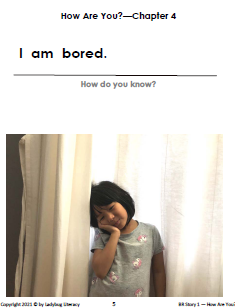 How Are You?—Chapter 4
I am bored.
How do you know?
Copyright 2021 © by Ladybug Literacy 5 BR Story 1 — How Are You?